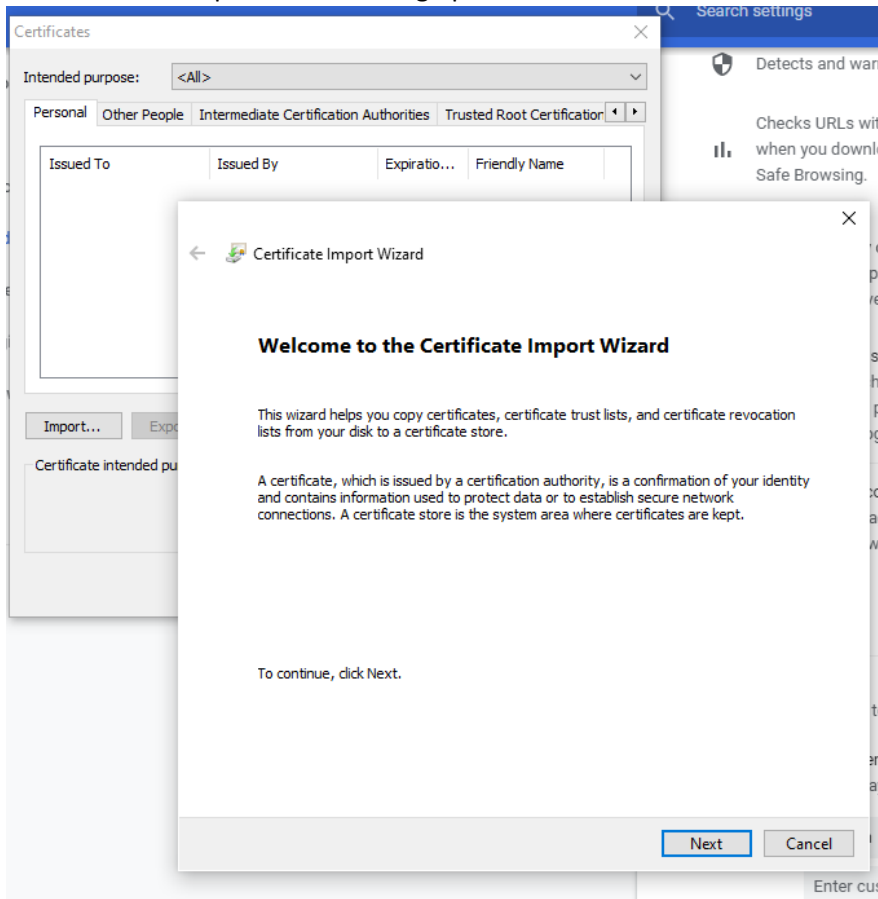 Search settings
Certificates
Intended purpose: <All>
Personal Other People Intermediate Certification Authorities Trusted Root Certification
Issued To Issued By Expiratio... Friendly Name
Detects and
Checks URLs
when you
Safe Browsing.
Import...
Certificate intended
Certificate Import Wizard
Welcome to the Certificate Import Wizard
This wizard helps you copy certificates, certificate trust lists, and certificate revocation
lists from your disk to a certificate store.
A certificate, which is issued by a certification authority, is a confirmation of your identity
and contains information used to protect data or to establish secure network
connections. A certificate store is the system area where certificates are kept.
To continue, click Next.
Next Cancel
Enter